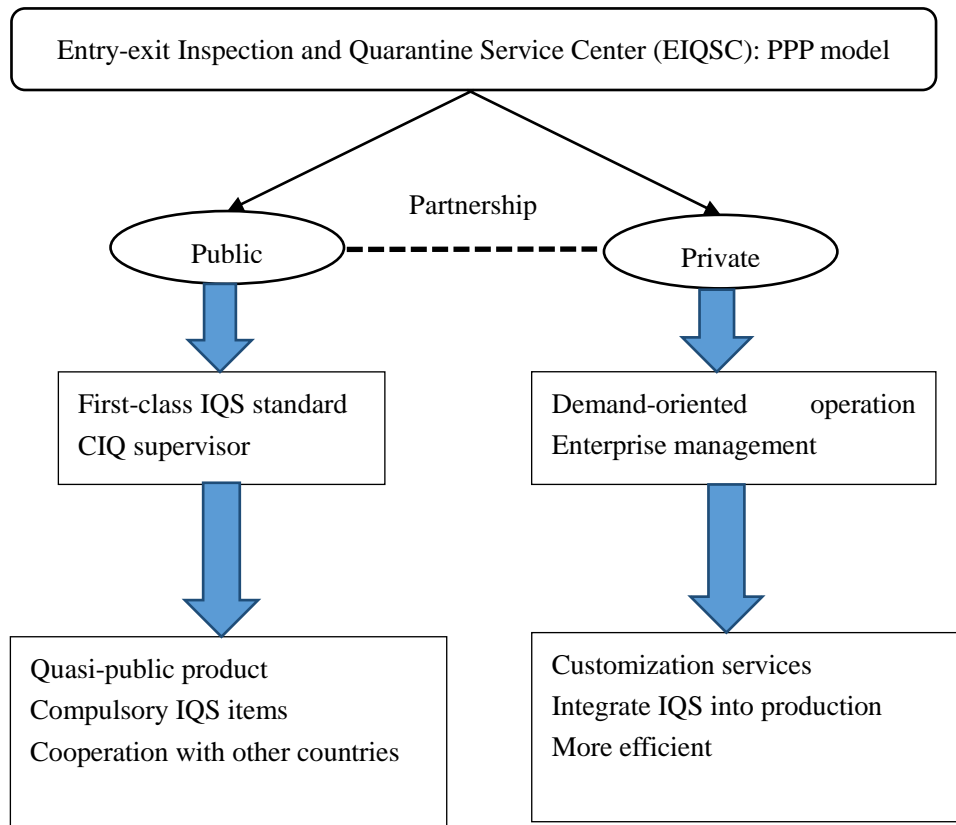 Entry-exit Inspection and Quarantine Service Center (EIQSC): PPP model
Partnership
Public
Private
First-class IQS standard
CIQ supervisor
Demand-oriented operation
Enterprise management
Quasi-public product
Compulsory IQS items
Cooperation with other countries
Customization services
Integrate IQS into production
More efficient